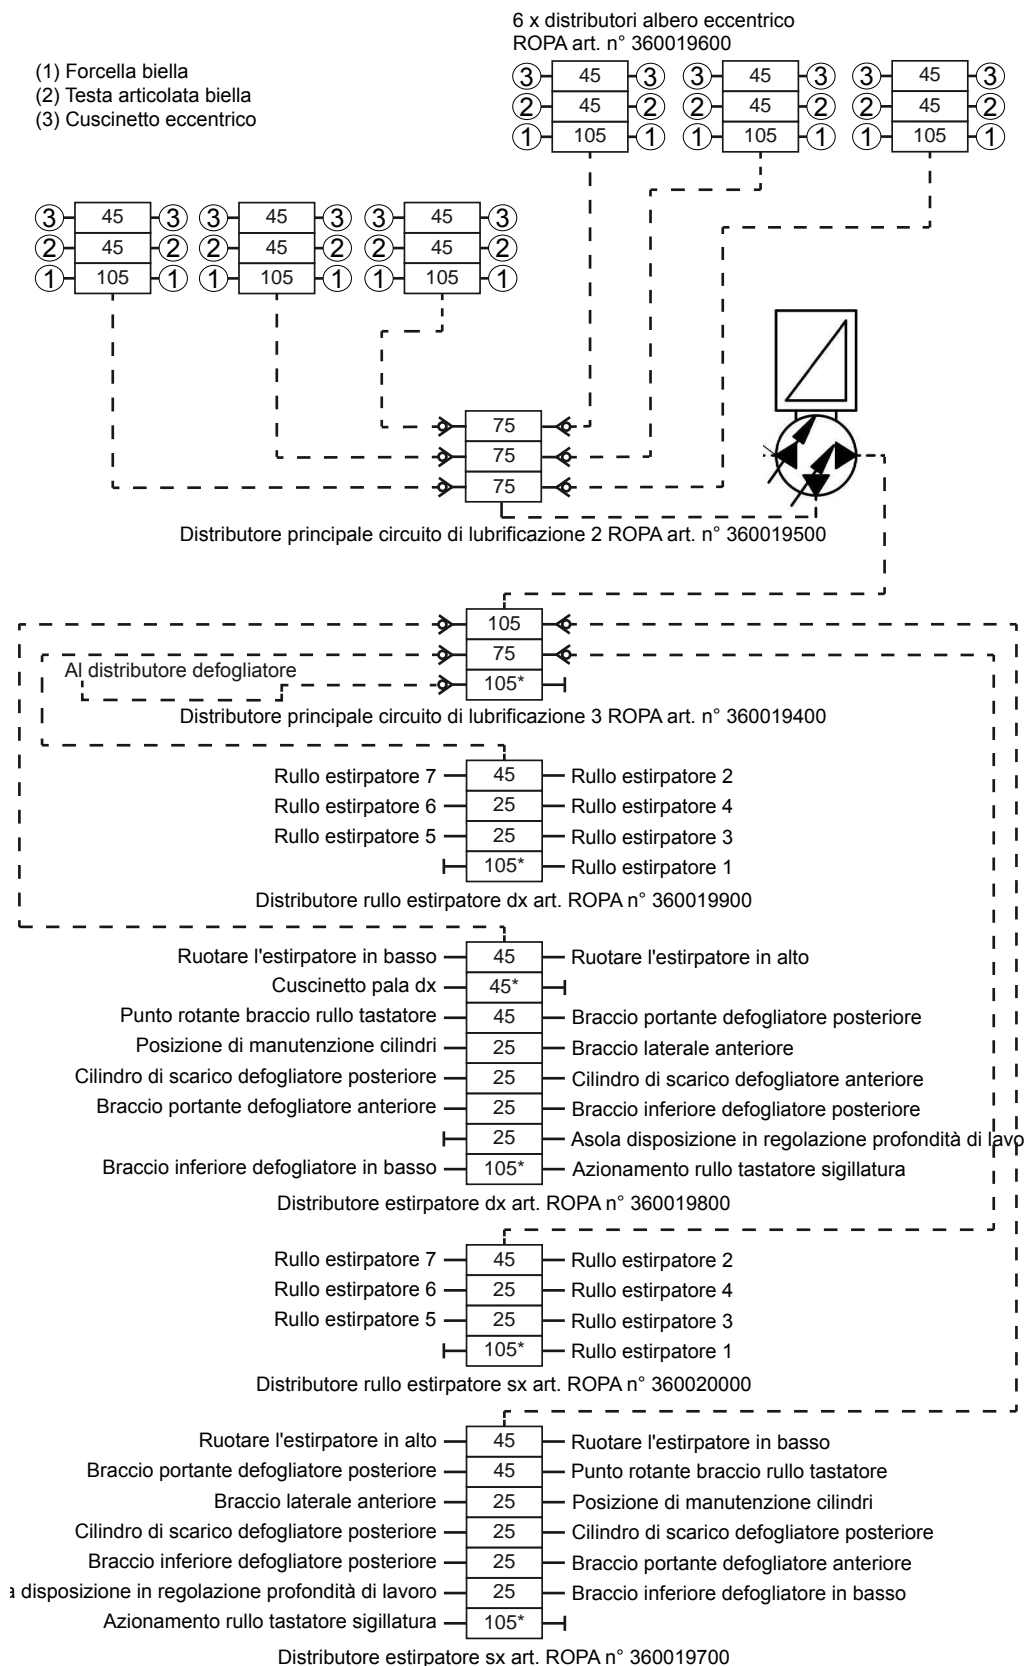 6 x distributori albero eccentrico
ROPA art. n° 360019600
(1) Forcella biella
(2) Testa articolata biella
(3) Cuscinetto eccentrico
3 45 3 3 45 3 3 45 3
2 45 2 2 45 2 2 45 2
1 105 1 1 105 1 1 105 1
3 45 3 3 45 3 3 45 3
2 45 2 2 45 2 2 45 2
1 105 1 1 105 1 1 105 1
75
75
75
Distributore principale circuito di lubrificazione 2 ROPA art. n° 360019500
105
75
Al distributore defogliatore
105*
Distributore principale circuito di lubrificazione 3 ROPA art. n° 360019400
Rullo estirpatore 7 45 Rullo estirpatore 2
Rullo estirpatore 6 25 Rullo estirpatore 4
Rullo estirpatore 5 25 Rullo estirpatore 3
105* Rullo estirpatore 1
Distributore rullo estirpatore dx art. ROPA n° 360019900
Ruotare l'estirpatore in basso 45 Ruotare l'estirpatore in alto
Cuscinetto pala dx 45*
Punto rotante braccio rullo tastatore 45 Braccio portante defogliatore posteriore
Posizione di manutenzione cilindri 25 Braccio laterale anteriore
Cilindro di scarico defogliatore posteriore 25 Cilindro di scarico defogliatore anteriore
Braccio portante defogliatore anteriore 25 Braccio inferiore defogliatore posteriore
25 Asola disposizione in regolazione profondità di lavo
Braccio inferiore defogliatore in basso 105* Azionamento rullo tastatore sigillatura
Distributore estirpatore dx art. ROPA n° 360019800
Rullo estirpatore 7 45 Rullo estirpatore 2
Rullo estirpatore 6 25 Rullo estirpatore 4
Rullo estirpatore 5 25 Rullo estirpatore 3
105* Rullo estirpatore 1
Distributore rullo estirpatore sx art. ROPA n° 360020000
Ruotare l'estirpatore in alto 45 Ruotare l'estirpatore in basso
Braccio portante defogliatore posteriore 45 Punto rotante braccio rullo tastatore
Braccio laterale anteriore 25 Posizione di manutenzione cilindri
Cilindro di scarico defogliatore posteriore 25 Cilindro di scarico defogliatore posteriore
Braccio inferiore defogliatore posteriore 25 Braccio portante defogliatore anteriore
a disposizione in regolazione profondità di lavoro 25 Braccio inferiore defogliatore in basso
Azionamento rullo tastatore sigillatura 105*
Distributore estirpatore sx art. ROPA n° 360019700